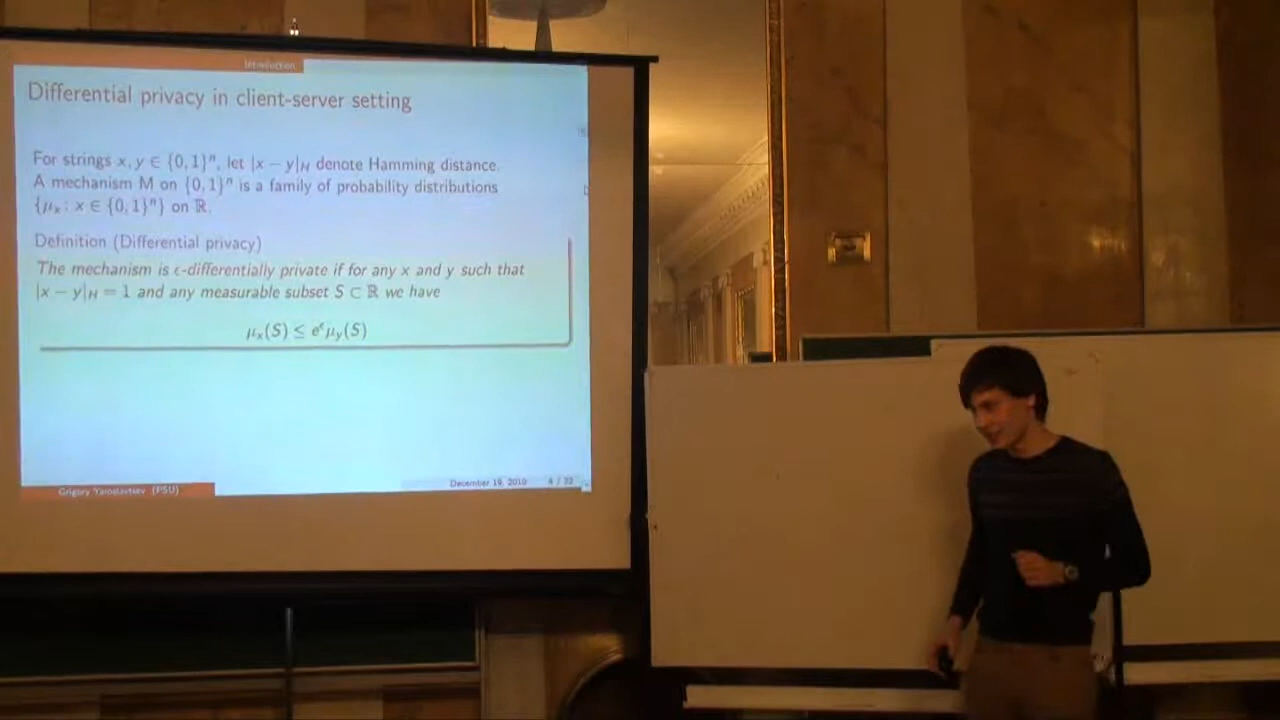 Introduction
Differential privacy in client-server setting
For strings x, y ∈ {0, 1}ⁿ, let |x − y|_H denote Hamming distance.
A mechanism M on {0, 1}ⁿ is a family of probability distributions
{μₓ : x ∈ {0, 1}ⁿ} on ℝ.
Definition (Differential privacy)
The mechanism is ϵ-differentially private if for any x and y such that
|x − y|_H = 1 and any measurable subset S ⊂ ℝ we have
μₓ(S) ≤ e^ϵ μ_y(S)
Grigory Yaroslavtsev (PSU)
December 19, 2010
4 / 22